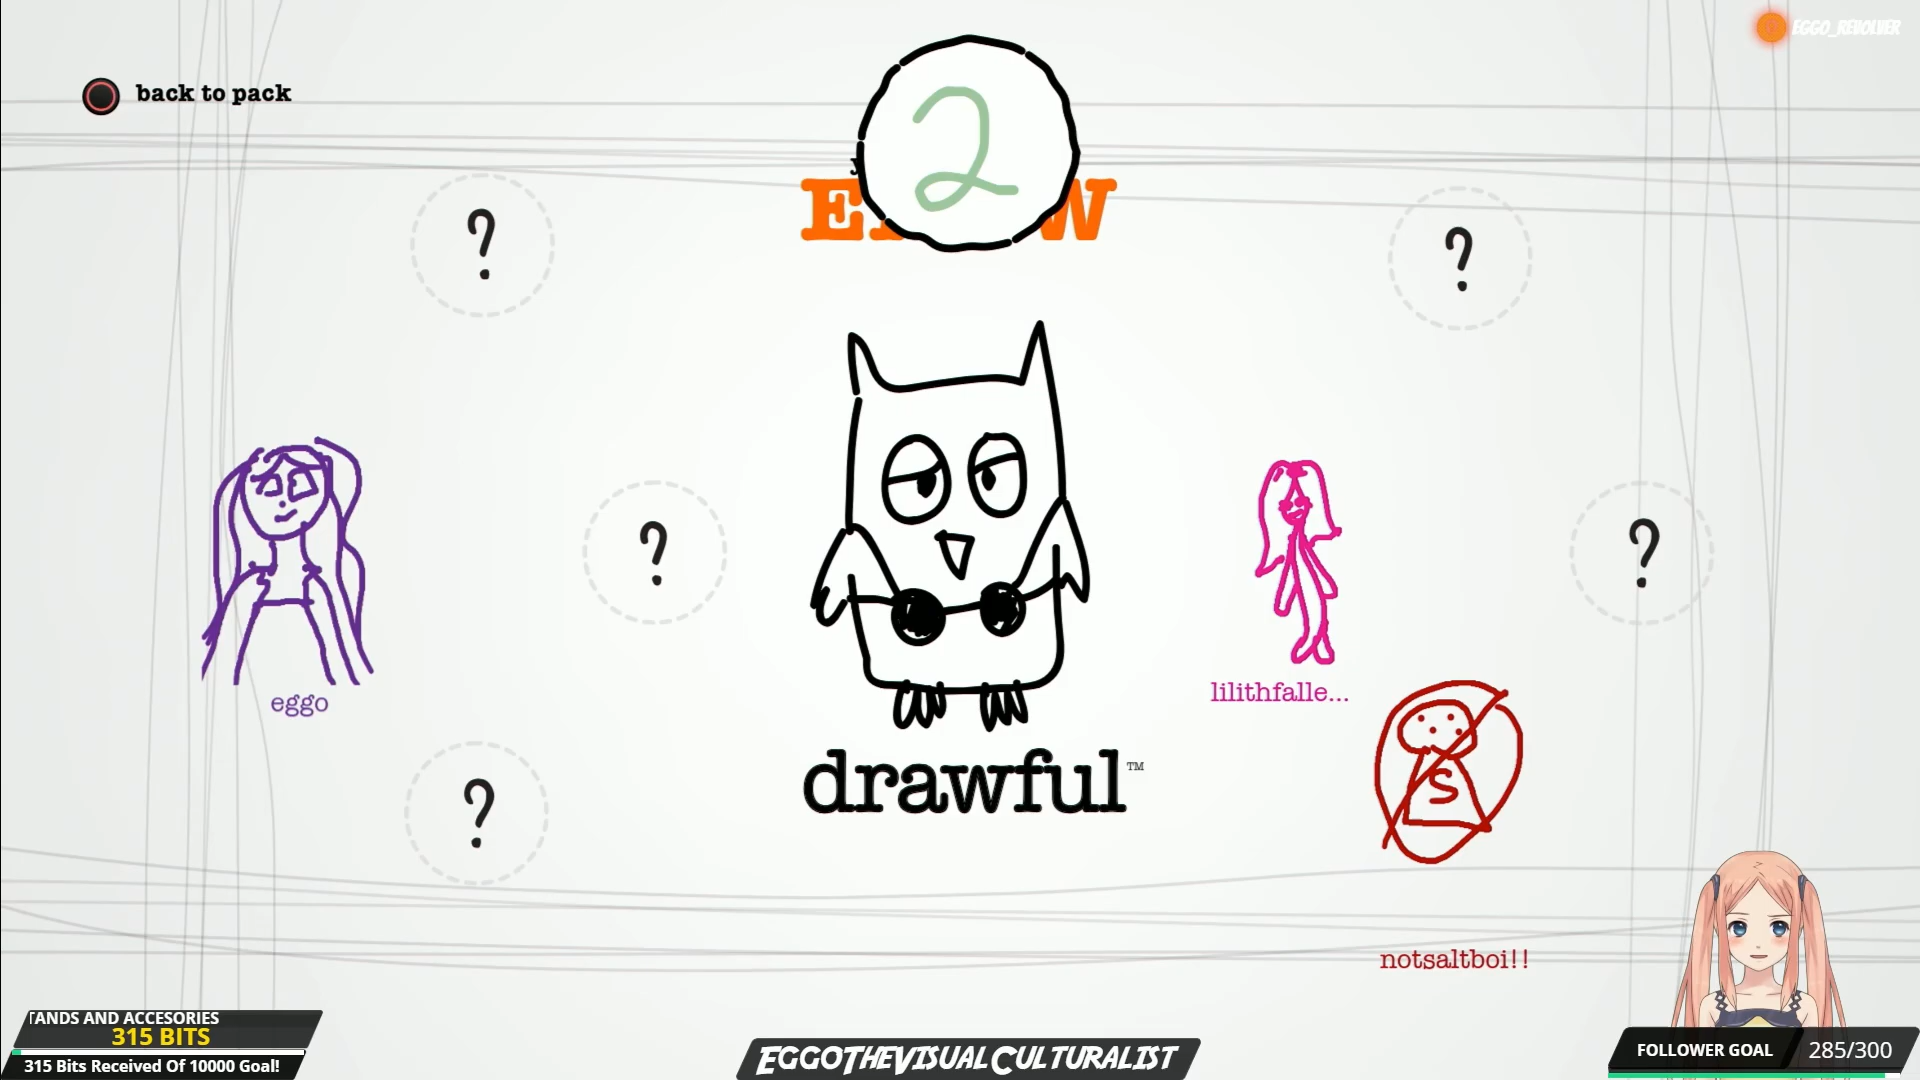 EGGO_REVOLVER
back to pack
2
?
?
?
?
eggo
lilithfalle...
?
S
drawful™
notsaltboi!!
TANDS AND ACCESORIES
315 BITS
315 Bits Received Of 10000 Goal!
EGGOTHEVISUALCULTURALIST
FOLLOWER GOAL 285/300